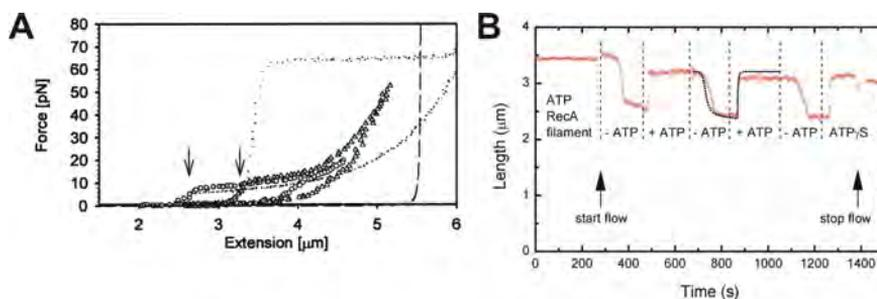 A
80
70
60
50
40
30
20
10
0
Force [pN]
2
3
4
5
6
Extension [μm]
B
4
3
2
1
0
Length (μm)
ATP
RecA
filament
- ATP
+ ATP
- ATP
+ ATP
- ATP
ATPγS
start flow
stop flow
0
200
400
600
800
1000
1200
1400
Time (s)